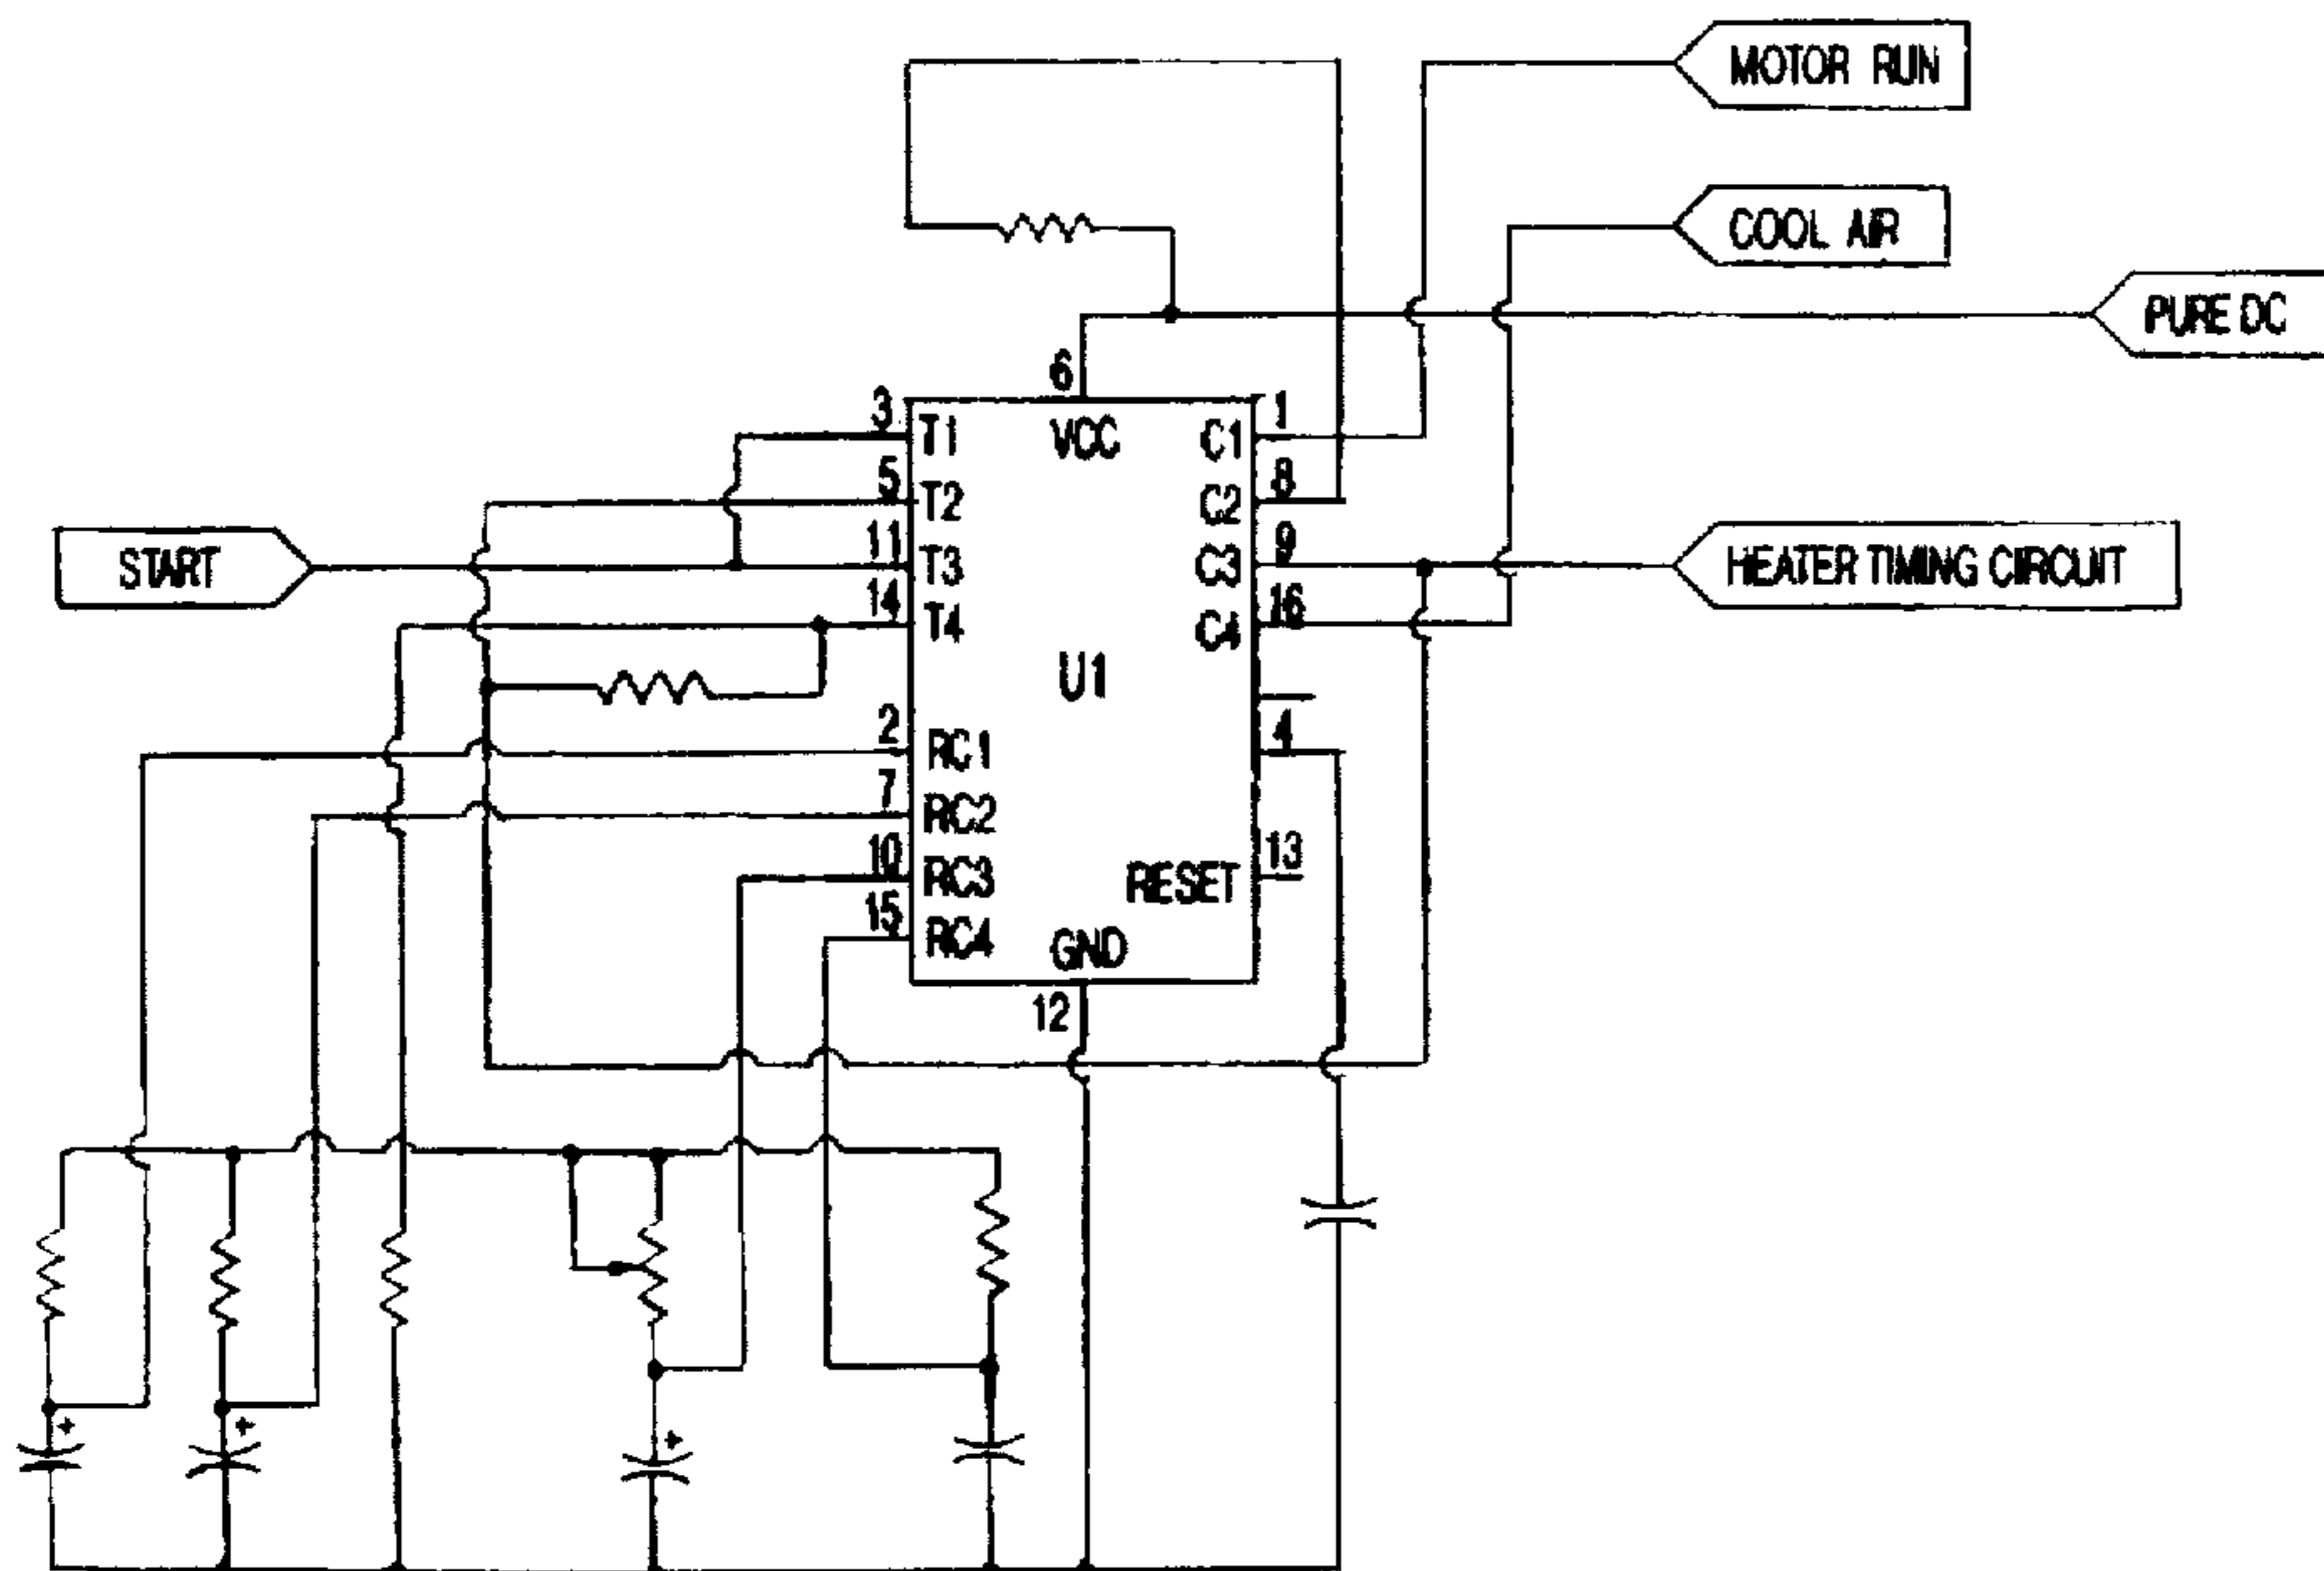 MOTOR RUN
COOL AIR
PURE DC
6
3
T1
VCC
C1
1
5
T2
C2
8
START
11
T3
C3
9
HEATER TIMING CIRCUIT
14
T4
C4
16
U1
2
RC1
4
7
RC2
10
RC3
RESET
13
15
RC4
GND
12
+
+
+